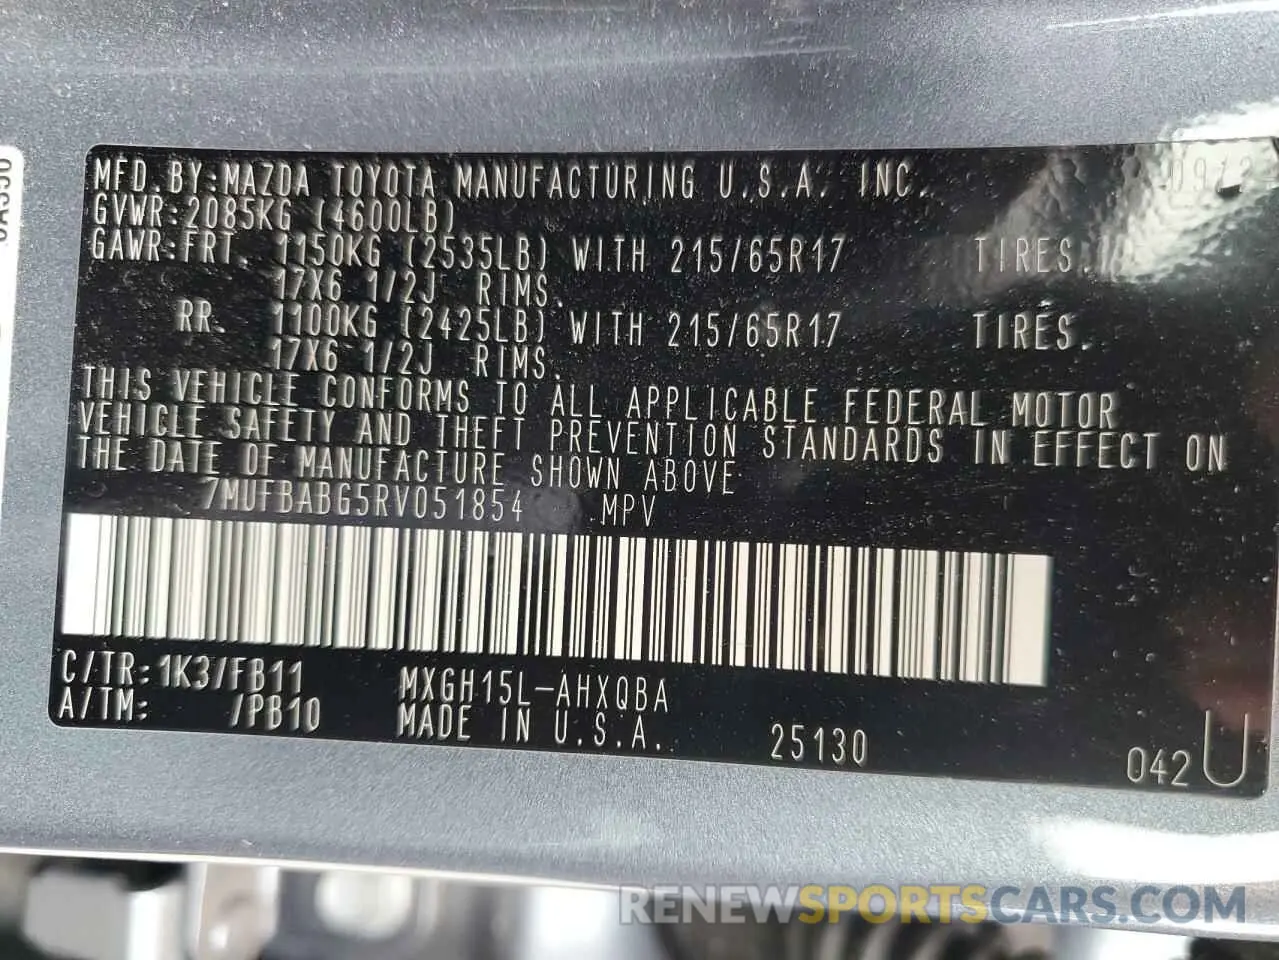 MFD.BY:MAZDA TOYOTA MANUFACTURING U.S.A. INC.
GVWR:2085KG (4600LB)
GAWR:FRT. 1150KG (2535LB) WITH 215/65R17 TIRES.
17X6 1/2J RIMS.
RR. 1100KG (2425LB) WITH 215/65R17 TIRES.
17X6 1/2J RIMS.
THIS VEHICLE CONFORMS TO ALL APPLICABLE FEDERAL MOTOR
VEHICLE SAFETY AND THEFT PREVENTION STANDARDS IN EFFECT ON
THE DATE OF MANUFACTURE SHOWN ABOVE
7MUFBABG5RV051854 MPV
C/TR:1K3/FB11 MXGH15L-AHXQBA
A/TM: /PB10 MADE IN U.S.A. 25130 042U
RENEWSPORTSCARS.COM